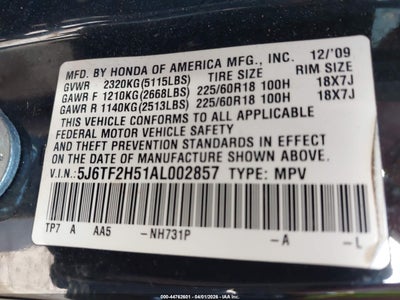 MFD. BY HONDA OF AMERICA MFG., INC. 12/'09
GVWR 2320KG(5115LBS) TIRE SIZE RIM SIZE
GAWR F 1210KG(2668LBS) 225/60R18 100H 18X7J
GAWR R 1140KG(2513LBS) 225/60R18 100H 18X7J
THIS VEHICLE CONFORMS TO ALL APPLICABLE
FEDERAL MOTOR VEHICLE SAFETY
AND THEFT PREVENTION STANDARDS IN EFFECT ON
THE DATE OF MANUFACTURE SHOWN ABOVE.
V.I.N.: 5J6TF2H51AL002857 TYPE: MPV
TP7 A AA5 -NH731P -A -L
000-44762601 - 04/01/2026 - IAAI.COM